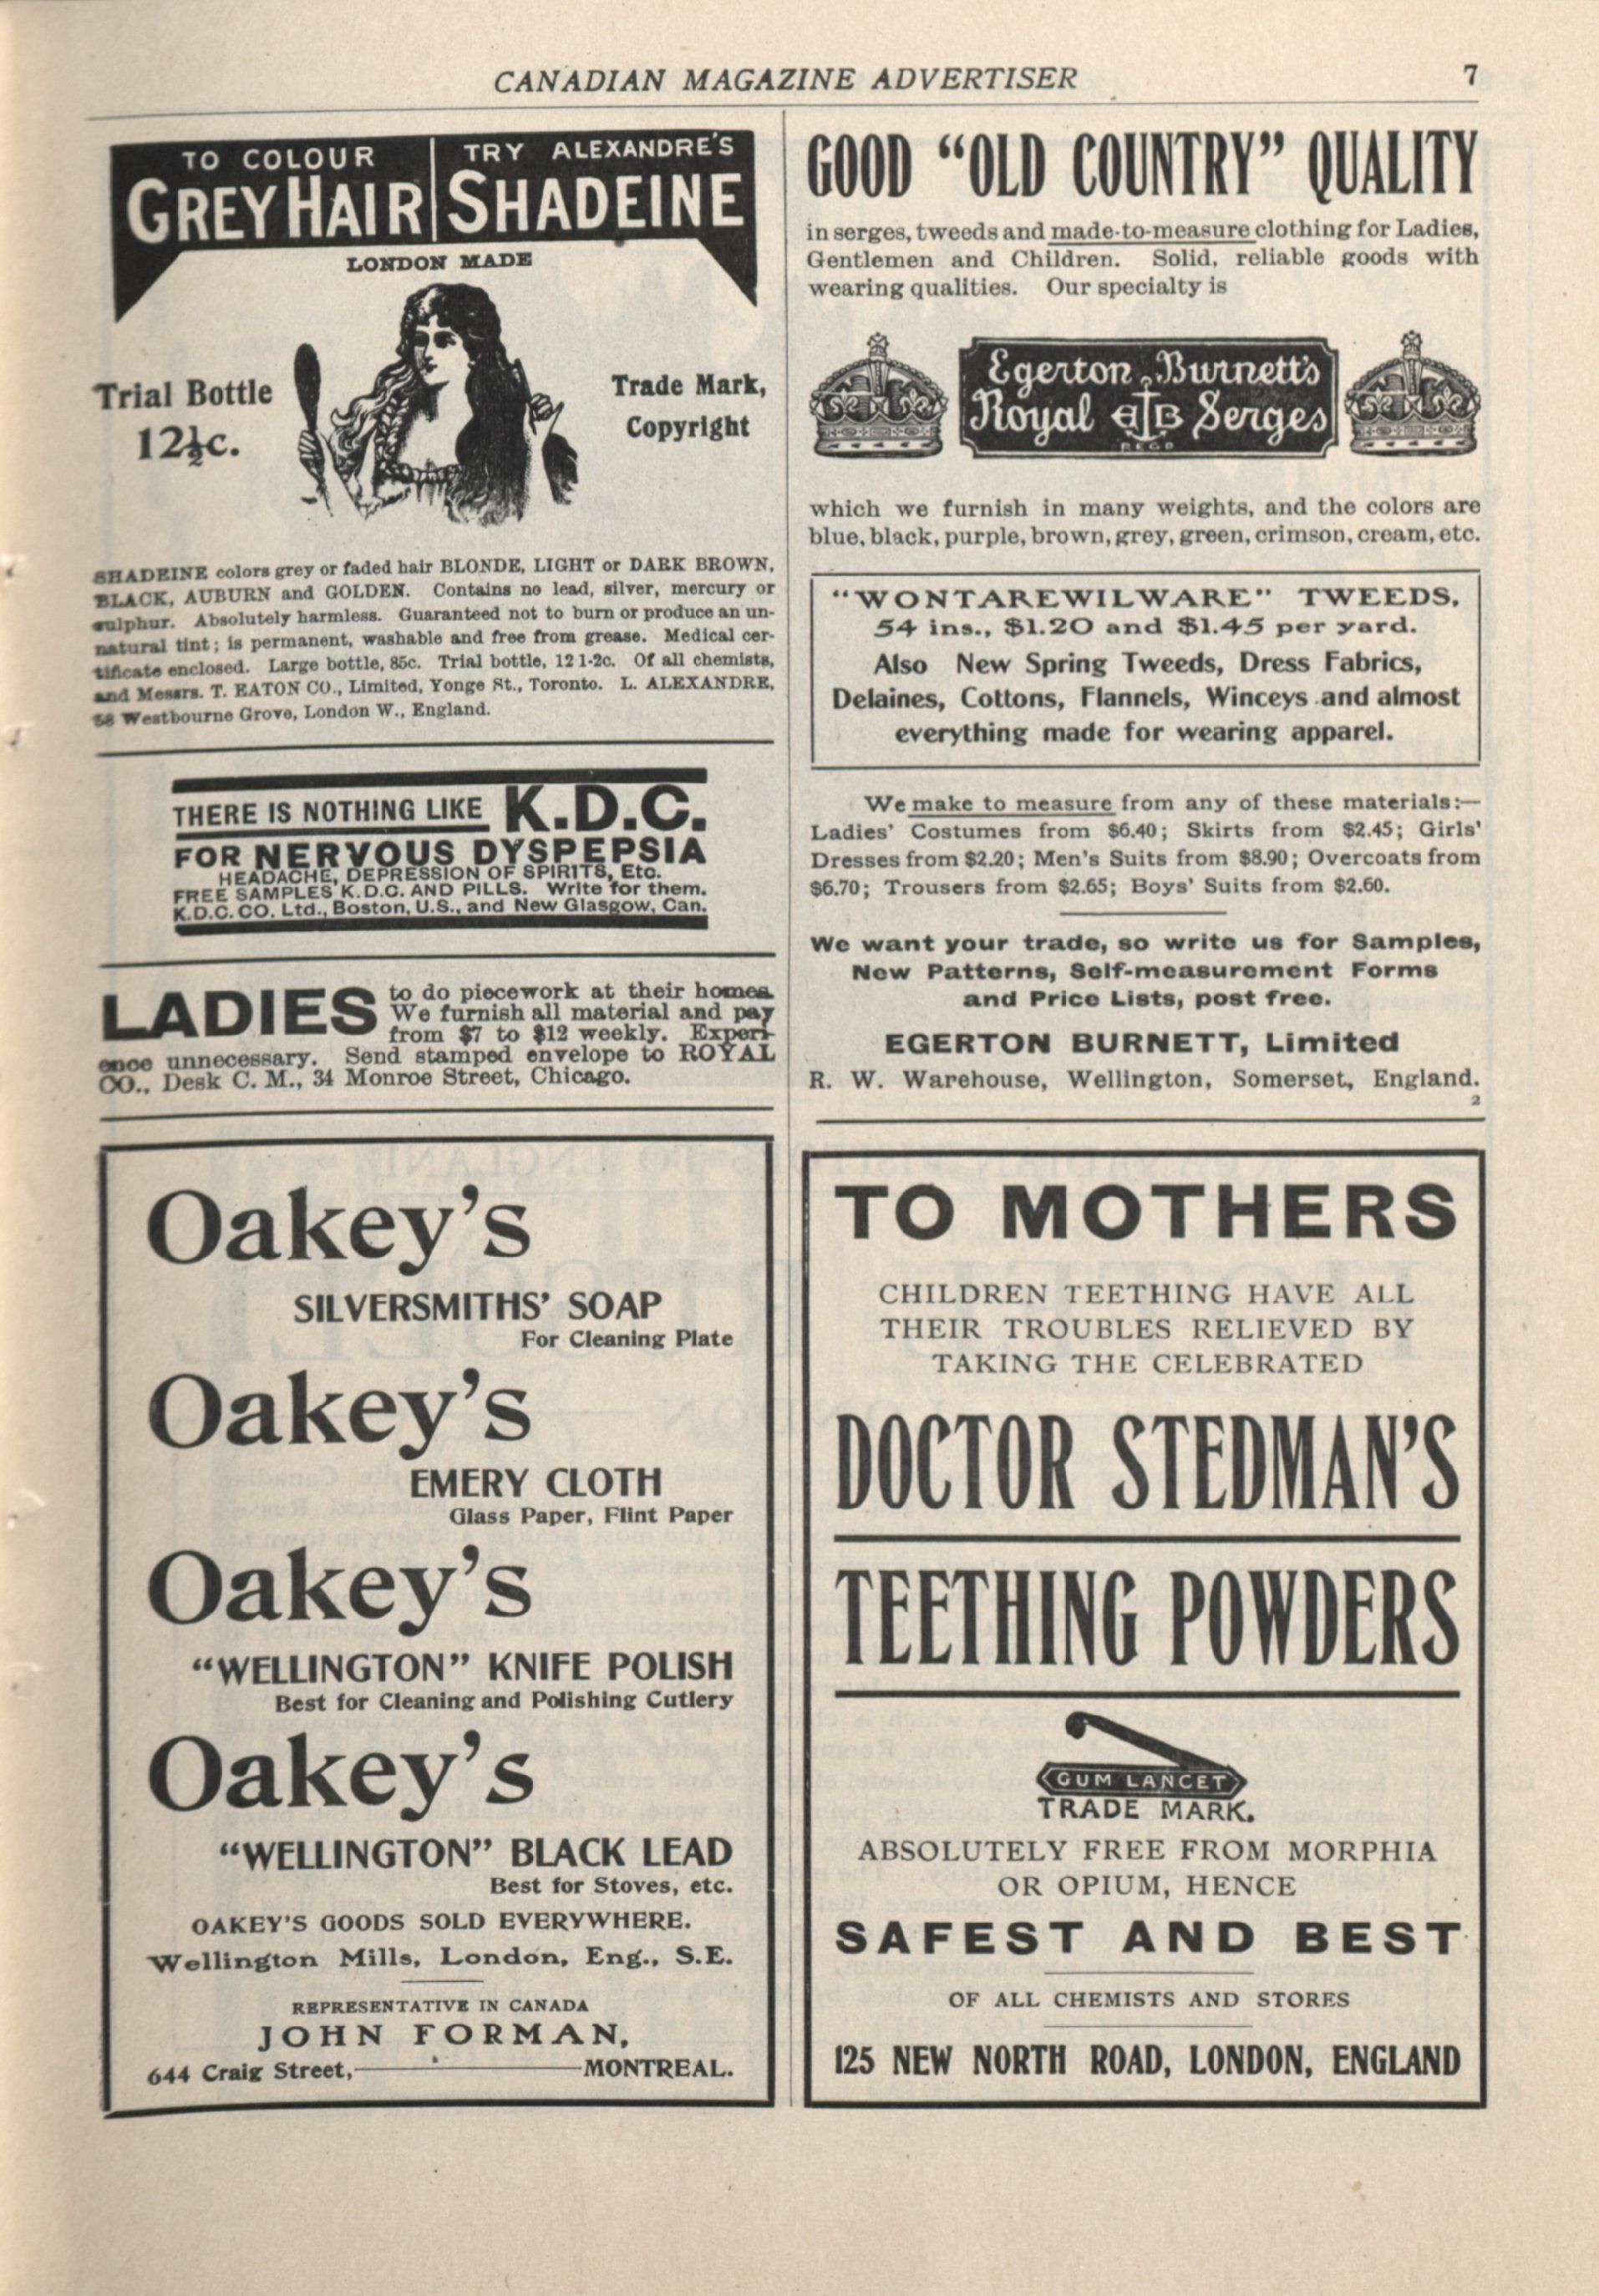 CANADIAN MAGAZINE ADVERTISER
7
TO COLOUR
GREY HAIR
TRY ALEXANDRE'S
SHADEINE
LONDON MADE
Trial Bottle
12½c.
Trade Mark,
Copyright
SHADEINE colors grey or faded hair BLONDE, LIGHT or DARK BROWN,
BLACK, AUBURN and GOLDEN. Contains no lead, silver, mercury or
sulphur. Absolutely harmless. Guaranteed not to burn or produce an un-
natural tint; is permanent, washable and free from grease. Medical cer-
tificate enclosed. Large bottle, 85c. Trial bottle, 12 1-2c. Of all chemists,
and Messrs. T. EATON CO., Limited, Yonge St., Toronto. L. ALEXANDRE,
58 Westbourne Grove, London W., England.
THERE IS NOTHING LIKE K.D.C.
FOR NERVOUS DYSPEPSIA
HEADACHE, DEPRESSION OF SPIRITS, Etc.
FREE SAMPLES K.D.C. AND PILLS. Write for them.
K.D.C. CO. Ltd., Boston, U.S., and New Glasgow, Can.
LADIES to do piecework at their homes.
We furnish all material and pay
from $7 to $12 weekly. Experi-
ence unnecessary. Send stamped envelope to ROYAL
CO., Desk C. M., 34 Monroe Street, Chicago.
Oakey's
SILVERSMITHS' SOAP
For Cleaning Plate
Oakey's
EMERY CLOTH
Glass Paper, Flint Paper
Oakey's
"WELLINGTON" KNIFE POLISH
Best for Cleaning and Polishing Cutlery
Oakey's
"WELLINGTON" BLACK LEAD
Best for Stoves, etc.
OAKEY'S GOODS SOLD EVERYWHERE.
Wellington Mills, London, Eng., S.E.
REPRESENTATIVE IN CANADA
JOHN FORMAN,
644 Craig Street, MONTREAL.
GOOD "OLD COUNTRY" QUALITY
in serges, tweeds and made-to-measure clothing for Ladies,
Gentlemen and Children. Solid, reliable goods with
wearing qualities. Our specialty is
Egerton Burnett's
Royal EB Serges
REGD
which we furnish in many weights, and the colors are
blue, black, purple, brown, grey, green, crimson, cream, etc.
"WONTAREWILWARE" TWEEDS,
54 ins., $1.20 and $1.45 per yard.
Also New Spring Tweeds, Dress Fabrics,
Delaines, Cottons, Flannels, Winceys and almost
everything made for wearing apparel.
We make to measure from any of these materials:—
Ladies' Costumes from $6.40; Skirts from $2.45; Girls'
Dresses from $2.20; Men's Suits from $8.90; Overcoats from
$6.70; Trousers from $2.65; Boys' Suits from $2.60.
We want your trade, so write us for Samples,
New Patterns, Self-measurement Forms
and Price Lists, post free.
EGERTON BURNETT, Limited
R. W. Warehouse, Wellington, Somerset, England.
2
TO MOTHERS
CHILDREN TEETHING HAVE ALL
THEIR TROUBLES RELIEVED BY
TAKING THE CELEBRATED
DOCTOR STEDMAN'S
TEETHING POWDERS
GUM LANCET
TRADE MARK.
ABSOLUTELY FREE FROM MORPHIA
OR OPIUM, HENCE
SAFEST AND BEST
OF ALL CHEMISTS AND STORES
125 NEW NORTH ROAD, LONDON, ENGLAND